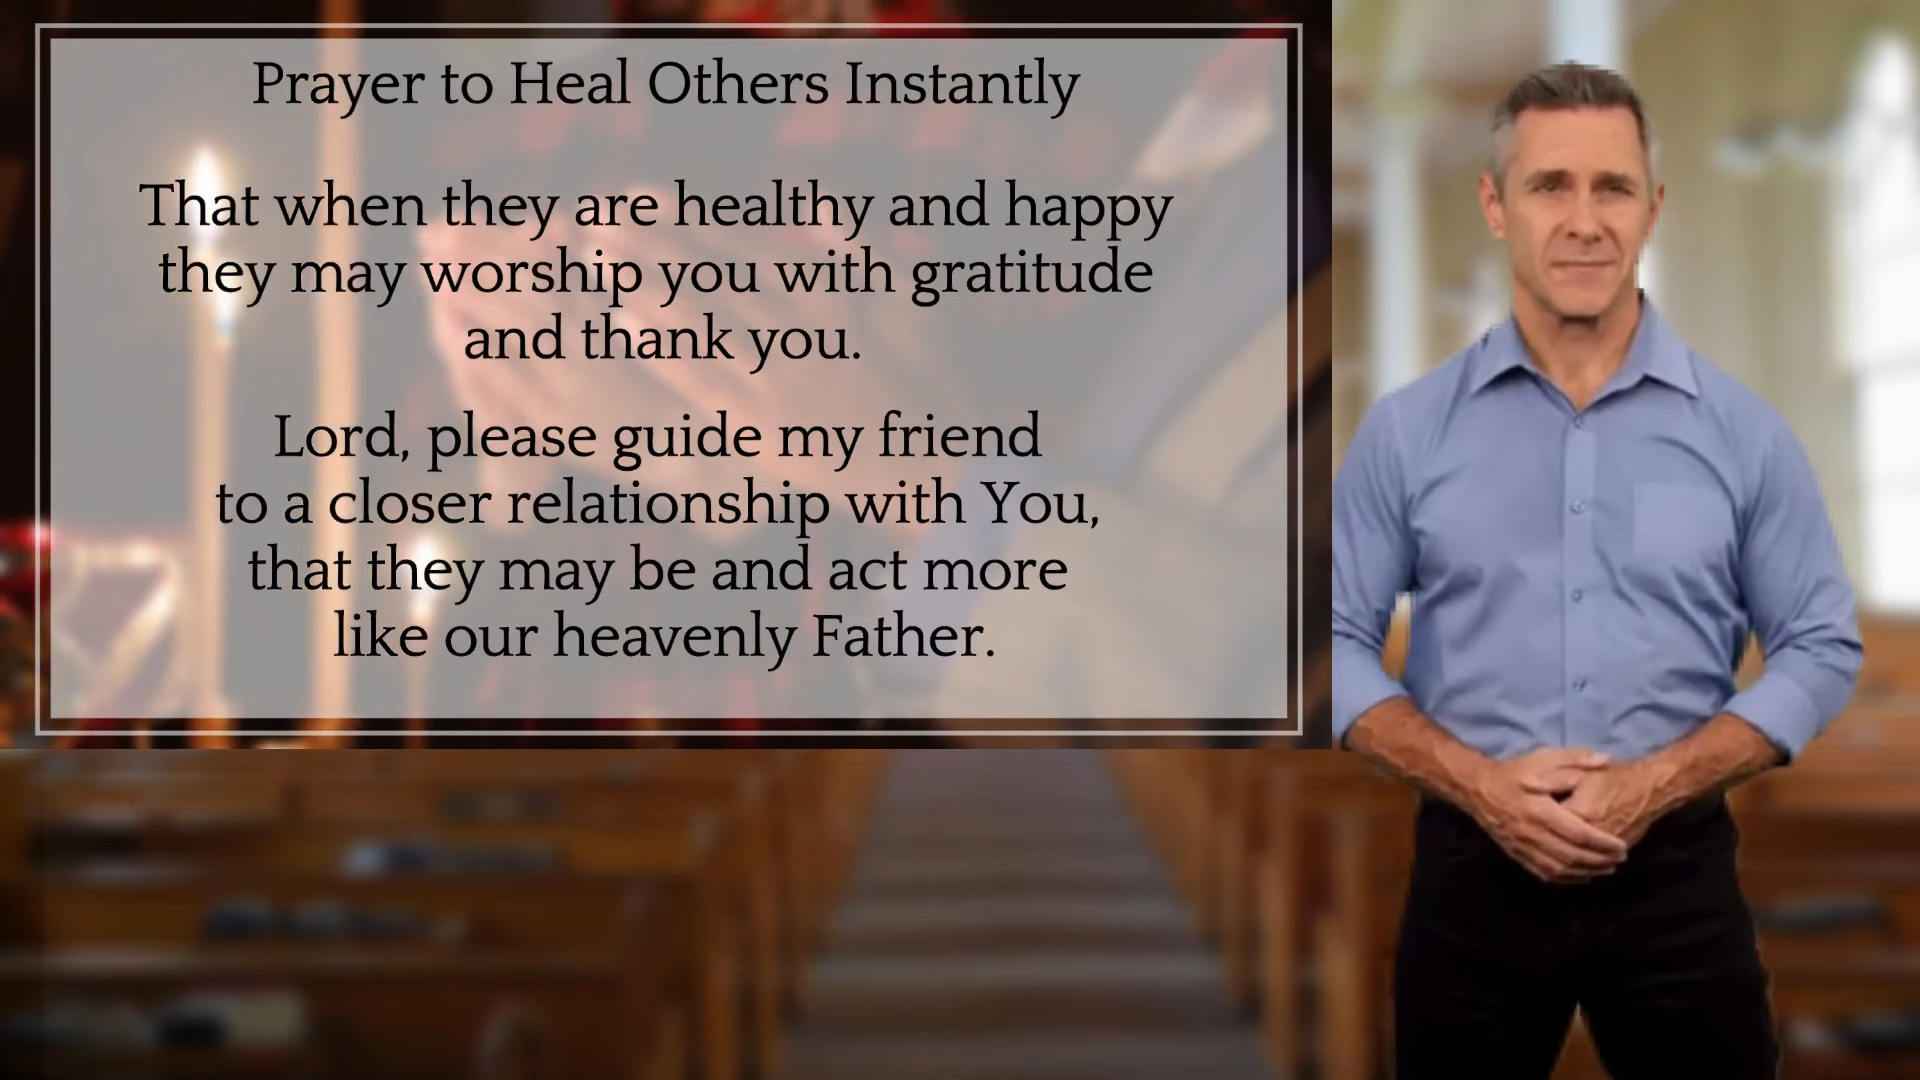 Prayer to Heal Others Instantly
That when they are healthy and happy
they may worship you with gratitude
and thank you.
Lord, please guide my friend
to a closer relationship with You,
that they may be and act more
like our heavenly Father.